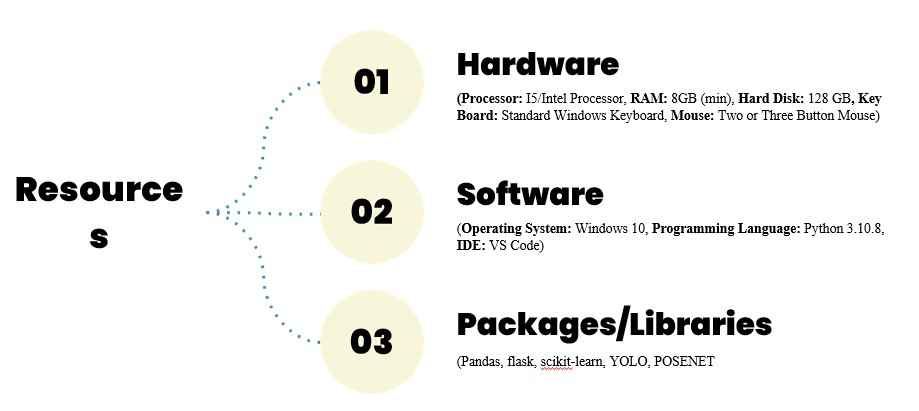 Resource
s
01
Hardware
(Processor: I5/Intel Processor, RAM: 8GB (min), Hard Disk: 128 GB, Key
Board: Standard Windows Keyboard, Mouse: Two or Three Button Mouse)
02
Software
(Operating System: Windows 10, Programming Language: Python 3.10.8,
IDE: VS Code)
03
Packages/Libraries
(Pandas, flask, scikit-learn, YOLO, POSENET